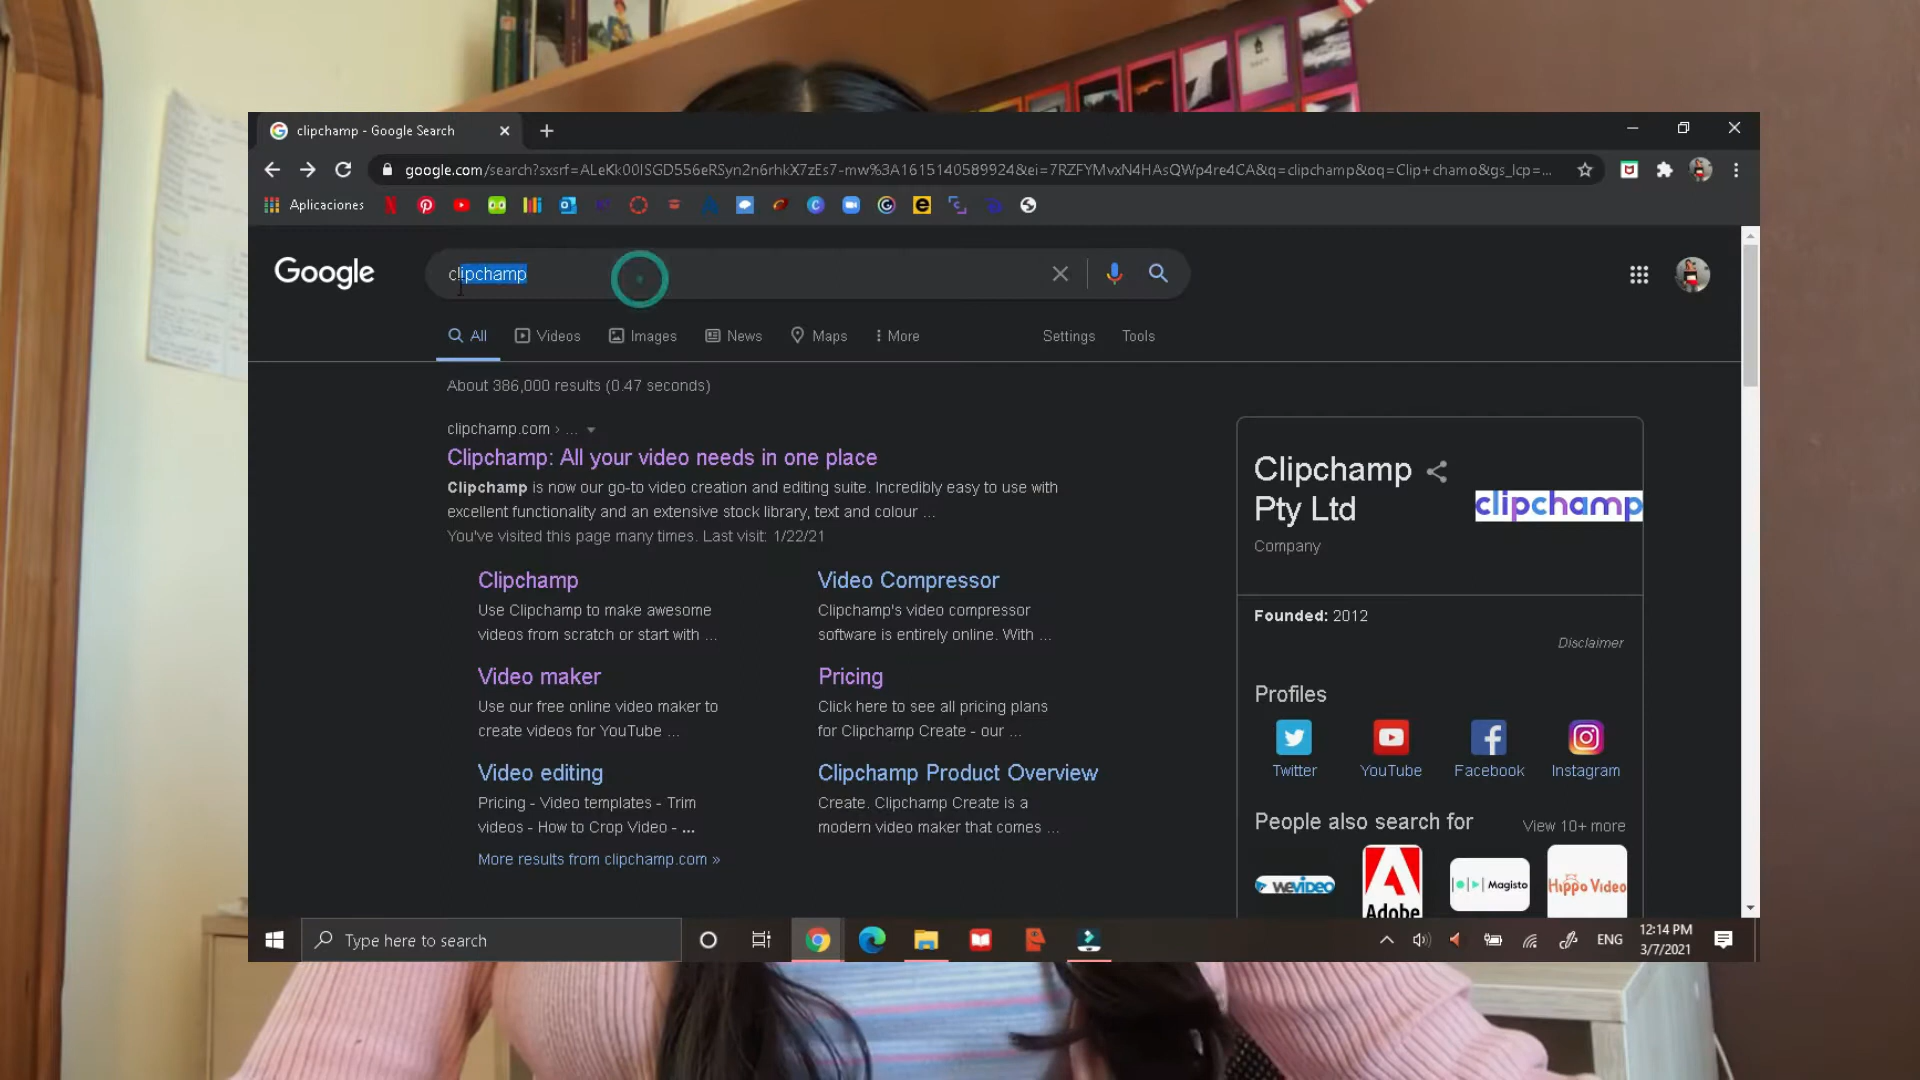 clipchamp - Google Search
google.com/search?sxsrf=ALeKk00ISGD556eRSyn2n6rhkX7zEs7-mw%3A1615140589924&ei=7RZFYMvxN4HAsQWp4re4CA&q=clipchamp&oq=Clip+chamo&gs_lcp=...
Aplicaciones
Google
clipchamp
All Videos Images News Maps More Settings Tools
About 386,000 results (0.47 seconds)
clipchamp.com › ...
Clipchamp: All your video needs in one place
Clipchamp is now our go-to video creation and editing suite. Incredibly easy to use with
excellent functionality and an extensive stock library, text and colour ...
You've visited this page many times. Last visit: 1/22/21
Clipchamp
Use Clipchamp to make awesome
videos from scratch or start with ...
Video Compressor
Clipchamp's video compressor
software is entirely online. With ...
Video maker
Use our free online video maker to
create videos for YouTube ...
Pricing
Click here to see all pricing plans
for Clipchamp Create - our ...
Video editing
Pricing - Video templates - Trim
videos - How to Crop Video - ...
Clipchamp Product Overview
Create. Clipchamp Create is a
modern video maker that comes ...
More results from clipchamp.com »
Clipchamp
Pty Ltd
clipchamp
Company
Founded: 2012
Disclaimer
Profiles
Twitter YouTube Facebook Instagram
People also search for View 10+ more
WEVIDEO
Adobe
Magisto
Hippo Video
Type here to search
ENG
12:14 PM
3/7/2021